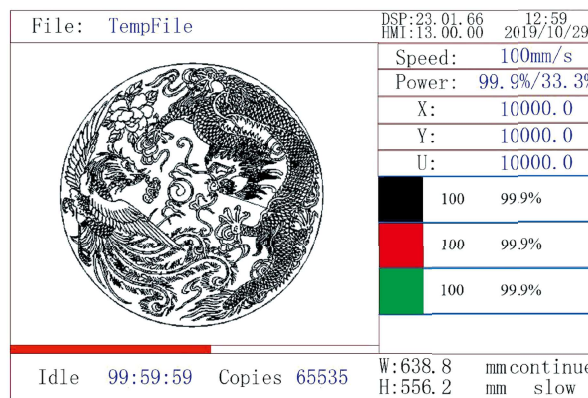 File: TempFile
DSP:23.01.66 12:59
HMI:13.00.00 2019/10/29
Speed: 100mm/s
Power: 99.9%/33.3%
X: 10000.0
Y: 10000.0
U: 10000.0
100 99.9%
100 99.9%
100 99.9%
Idle 99:59:59 Copies 65535
W:638.8 mm continue
H:556.2 mm slow